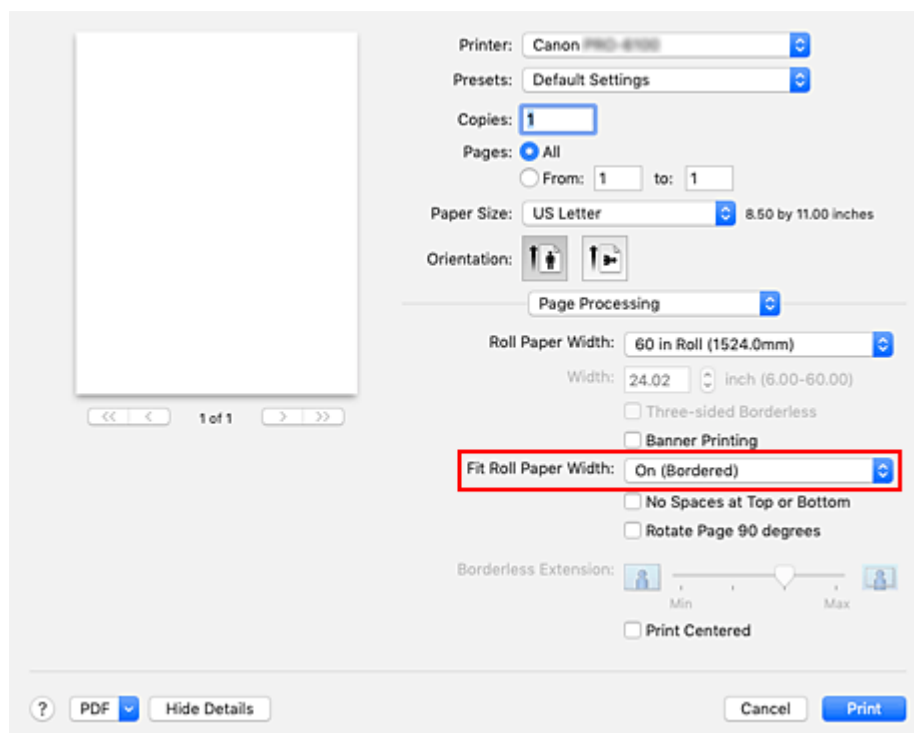 Printer: Canon
Presets: Default Settings
Copies: 1
Pages: All
From: 1 to: 1
Paper Size: US Letter 8.50 by 11.00 inches
Orientation:
Page Processing
Roll Paper Width: 60 in Roll (1524.0mm)
Width: 24.02 inch (6.00-60.00)
Three-sided Borderless
<< < 1 of 1 > >>
Banner Printing
Fit Roll Paper Width: On (Bordered)
No Spaces at Top or Bottom
Rotate Page 90 degrees
Borderless Extension:
Min Max
Print Centered
? PDF Hide Details Cancel Print